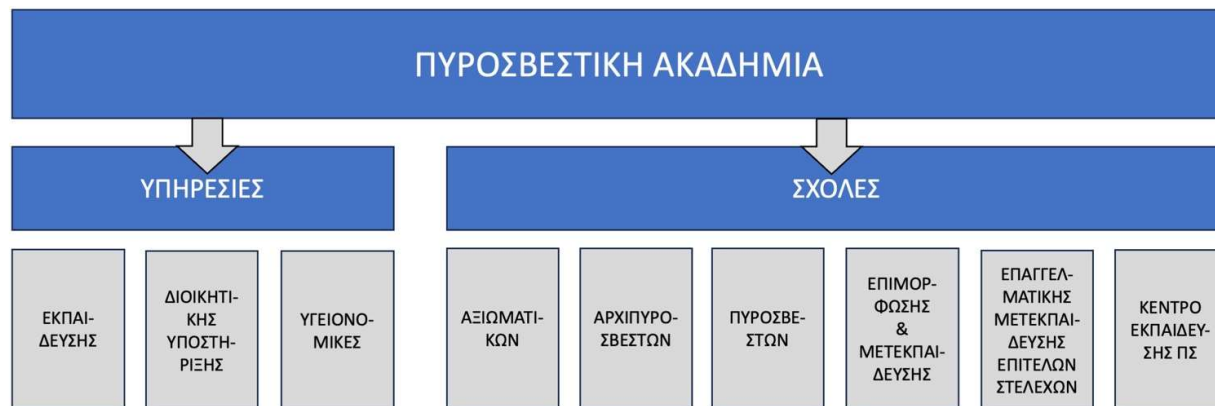 ΠΥΡΟΣΒΕΣΤΙΚΗ ΑΚΑΔΗΜΙΑ
ΥΠΗΡΕΣΙΕΣ
ΣΧΟΛΕΣ
ΕΚΠΑΙ-
ΔΕΥΣΗΣ
ΔΙΟΙΚΗΤΙ-
ΚΗΣ
ΥΠΟΣΤΗ-
ΡΙΞΗΣ
ΥΓΕΙΟΝΟ-
ΜΙΚΕΣ
ΑΞΙΩΜΑΤΙ-
ΚΩΝ
ΑΡΧΙΠΥΡΟ-
ΣΒΕΣΤΩΝ
ΠΥΡΟΣΒΕ-
ΣΤΩΝ
ΕΠΙΜΟΡ-
ΦΩΣΗΣ
&
ΜΕΤΕΚΠΑΙ-
ΔΕΥΣΗΣ
ΕΠΑΓΓΕΛ-
ΜΑΤΙΚΗΣ
ΜΕΤΕΚΠΑΙ-
ΔΕΥΣΗΣ
ΕΠΙΤΕΛΩΝ
ΣΤΕΛΕΧΩΝ
ΚΕΝΤΡΟ
ΕΚΠΑΙΔΕΥ-
ΣΗΣ ΠΣ